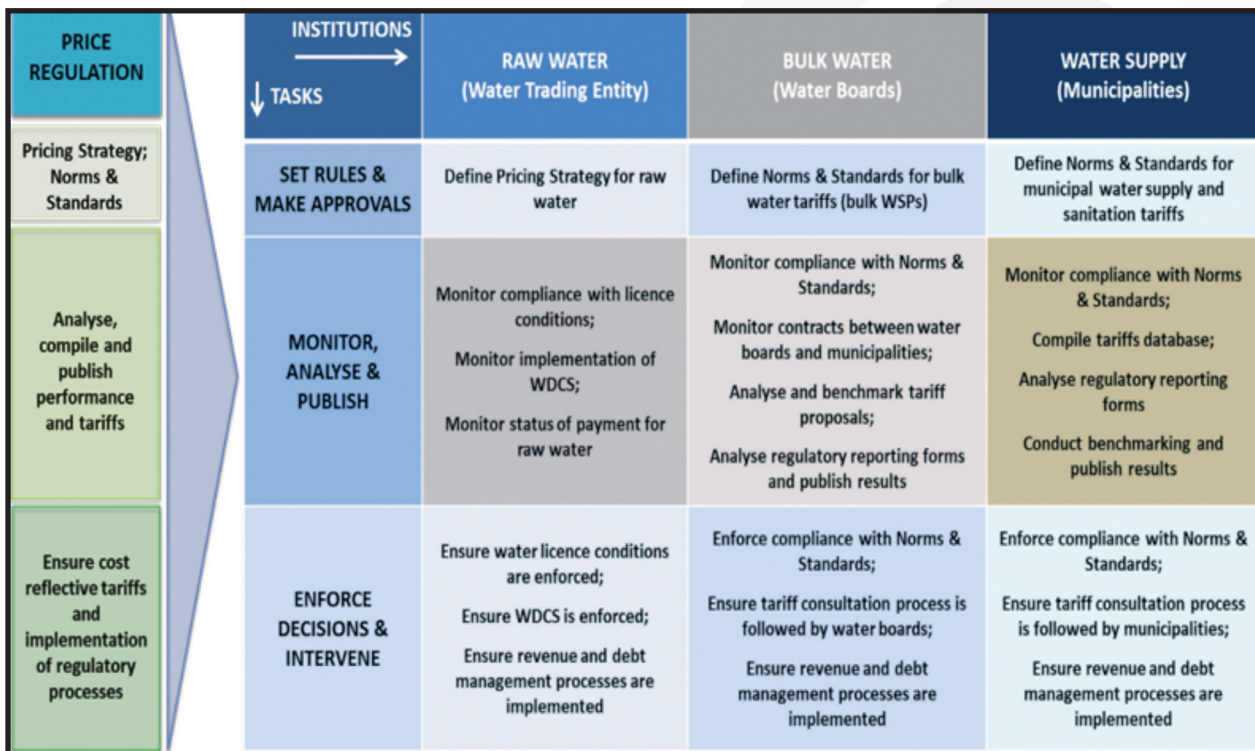 PRICE
REGULATION
Pricing Strategy;
Norms &
Standards
Analyse,
compile and
publish
performance
and tariffs
Ensure cost
reflective tariffs
and
implementation
of regulatory
processes
INSTITUTIONS
TASKS
RAW WATER
(Water Trading Entity)
BULK WATER
(Water Boards)
WATER SUPPLY
(Municipalities)
SET RULES &
MAKE APPROVALS
Define Pricing Strategy for raw
water
Define Norms & Standards for bulk
water tariffs (bulk WSPs)
Define Norms & Standards for
municipal water supply and
sanitation tariffs
MONITOR,
ANALYSE &
PUBLISH
Monitor compliance with licence
conditions;
Monitor implementation of
WDCS;
Monitor status of payment for
raw water
Monitor compliance with Norms &
Standards;
Monitor contracts between water
boards and municipalities;
Analyse and benchmark tariff
proposals;
Analyse regulatory reporting forms
and publish results
Monitor compliance with Norms
& Standards;
Compile tariffs database;
Analyse regulatory reporting
forms
Conduct benchmarking and
publish results
ENFORCE
DECISIONS &
INTERVENE
Ensure water licence conditions
are enforced;
Ensure WDCS is enforced;
Ensure revenue and debt
management processes are
implemented
Enforce compliance with Norms &
Standards;
Ensure tariff consultation process is
followed by water boards;
Ensure revenue and debt
management processes are
implemented
Enforce compliance with Norms &
Standards;
Ensure tariff consultation process
is followed by municipalities;
Ensure revenue and debt
management processes are
implemented